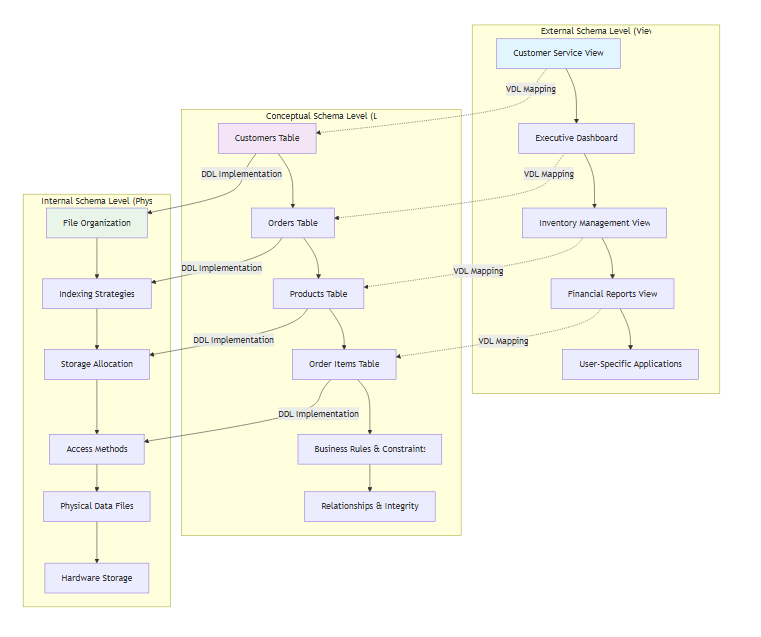 External Schema Level (View
Customer Service View
VDL Mapping
Conceptual Schema Level (L
Customers Table
Executive Dashboard
DDL Implementation
VDL Mapping
Internal Schema Level (Phys
File Organization
Orders Table
Inventory Management View
DDL Implementation
VDL Mapping
Indexing Strategies
Products Table
Financial Reports View
DDL Implementation
VDL Mapping
Storage Allocation
Order Items Table
User-Specific Applications
DDL Implementation
Access Methods
Business Rules & Constraints
Physical Data Files
Relationships & Integrity
Hardware Storage